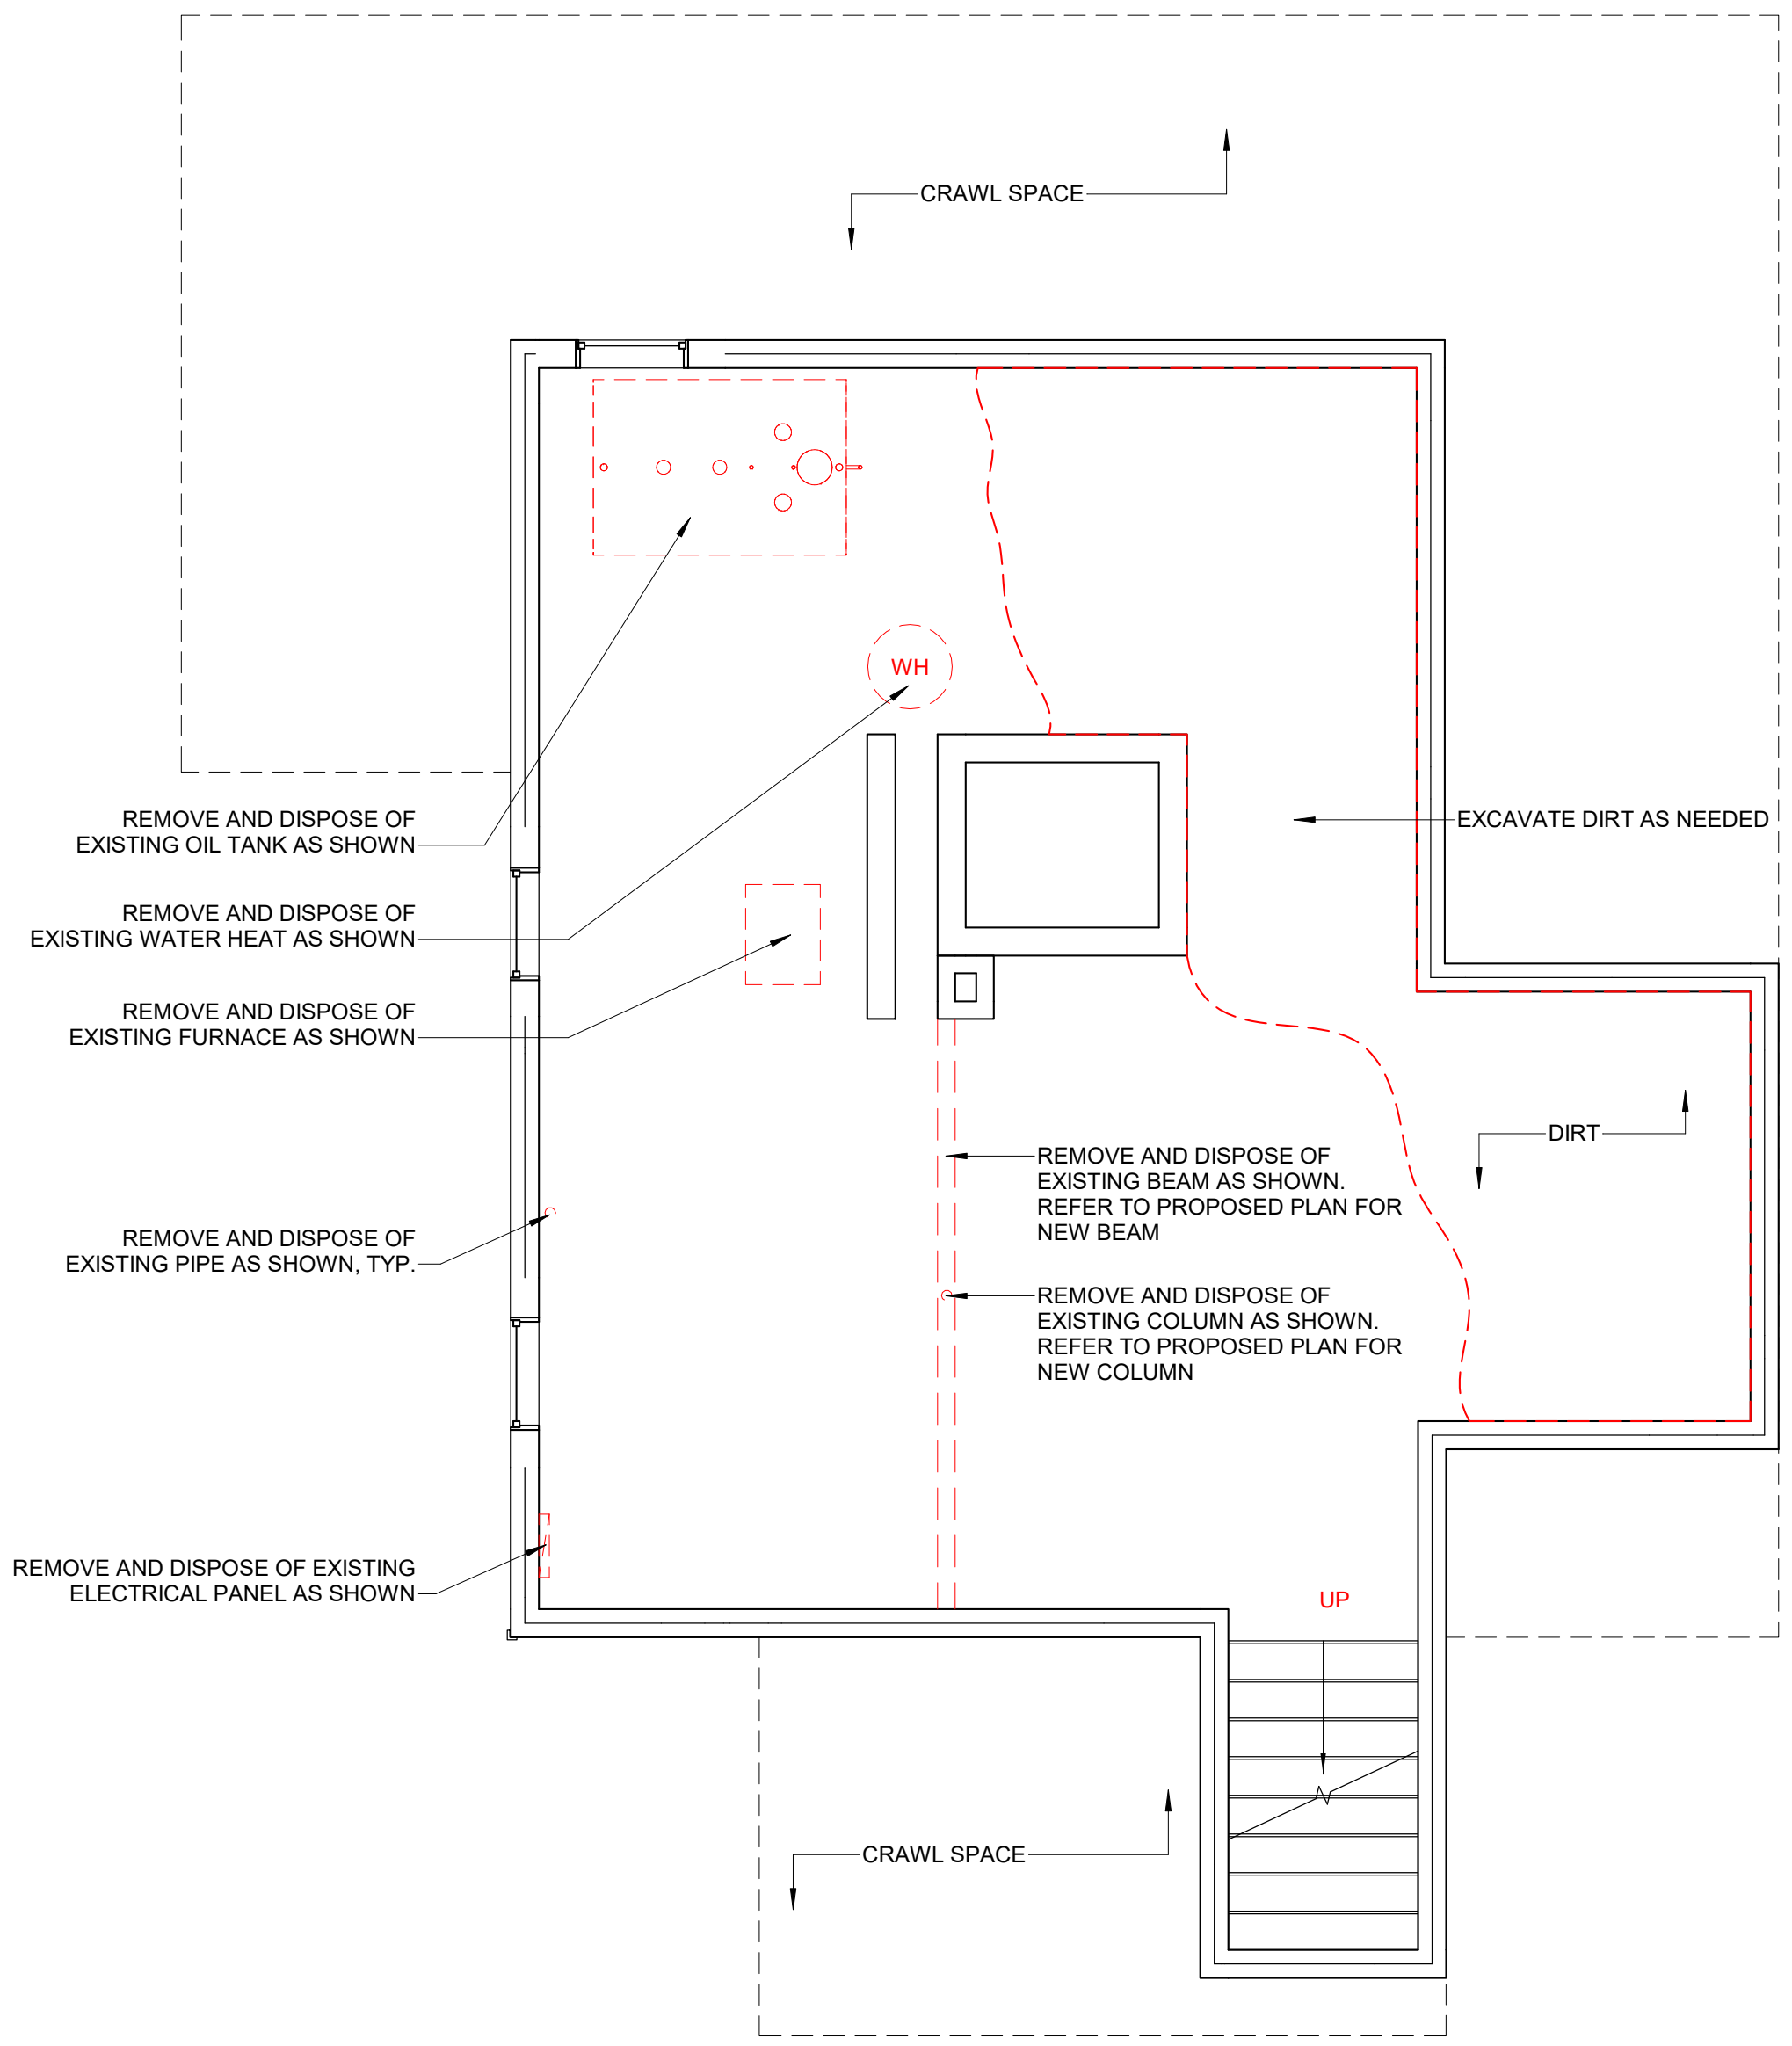 CRAWL SPACE
WH
REMOVE AND DISPOSE OF
EXISTING OIL TANK AS SHOWN
EXCAVATE DIRT AS NEEDED
REMOVE AND DISPOSE OF
EXISTING WATER HEAT AS SHOWN
REMOVE AND DISPOSE OF
EXISTING FURNACE AS SHOWN
DIRT
REMOVE AND DISPOSE OF
EXISTING BEAM AS SHOWN.
REFER TO PROPOSED PLAN FOR
NEW BEAM
REMOVE AND DISPOSE OF
EXISTING PIPE AS SHOWN, TYP.
REMOVE AND DISPOSE OF
EXISTING COLUMN AS SHOWN.
REFER TO PROPOSED PLAN FOR
NEW COLUMN
REMOVE AND DISPOSE OF EXISTING
ELECTRICAL PANEL AS SHOWN
UP
CRAWL SPACE